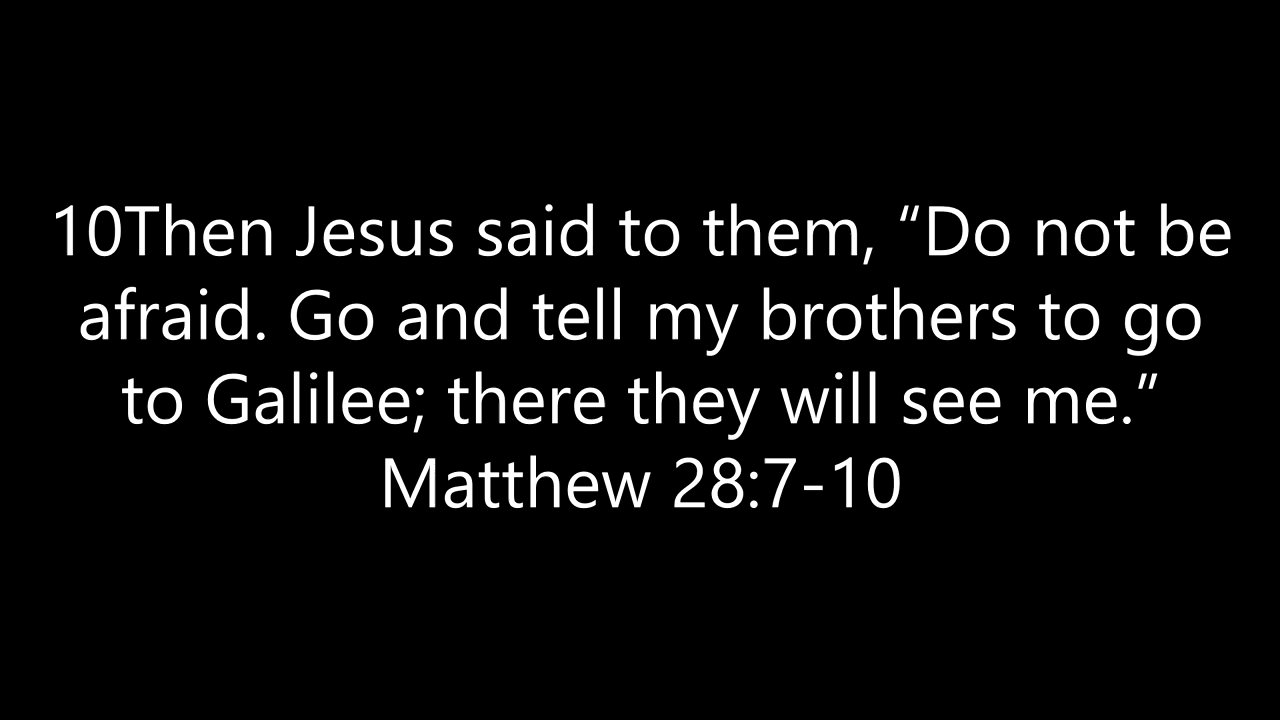 10Then Jesus said to them, “Do not be
afraid. Go and tell my brothers to go
to Galilee; there they will see me.”
Matthew 28:7-10